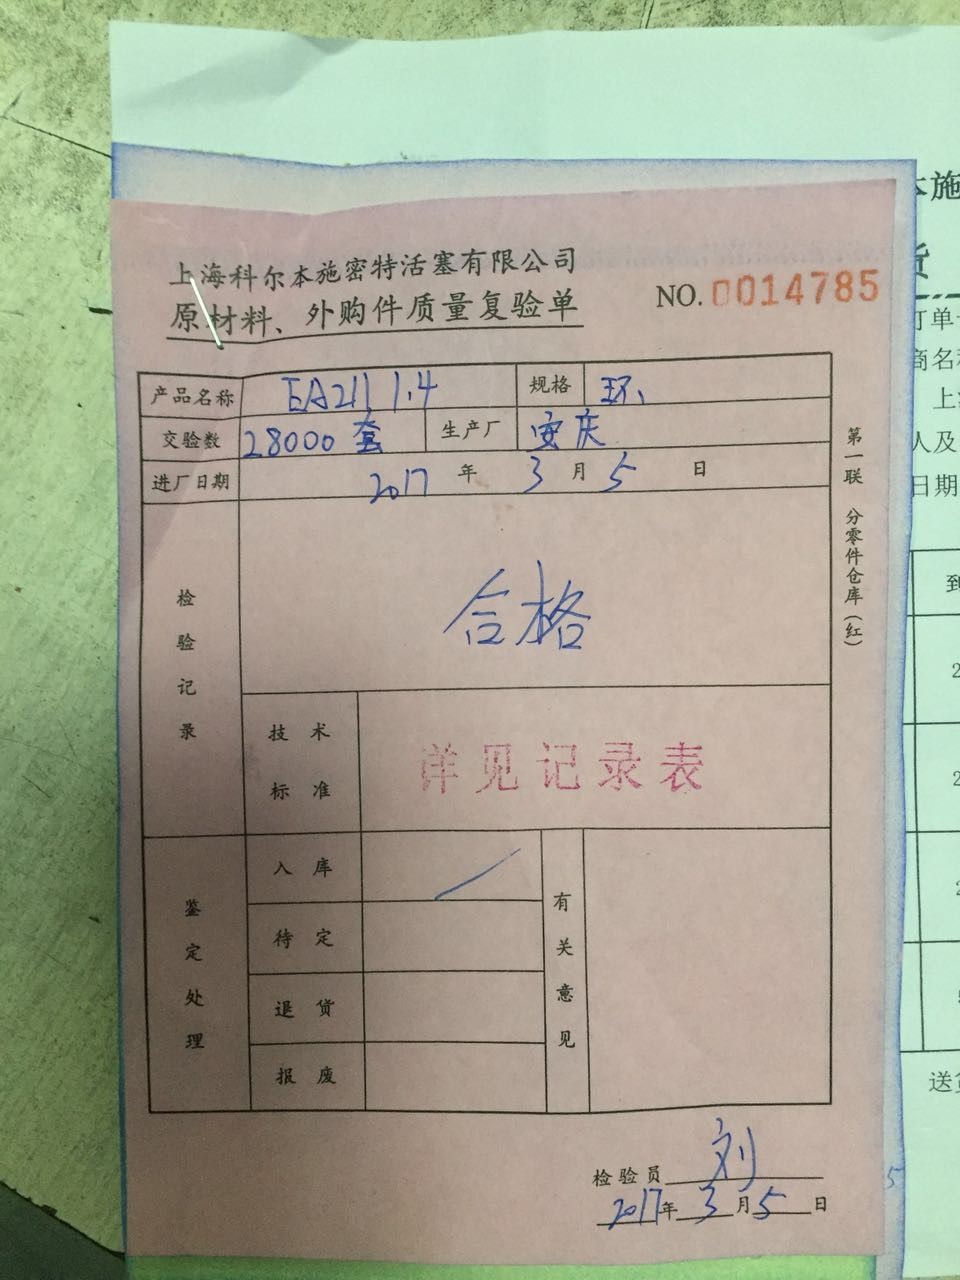 上海科尔本施密特活塞有限公司
原材料、外购件质量复验单
NO. 0014785
产品名称 EA211 1.4 规格 环
交验数 28000套 生产厂 安庆
进厂日期 2017 年 3 月 5 日
检验记录 合格
技术标准 详见记录表
鉴定处理
入库
待定
退货
报废
有关意见
检验员 刘
2017年3月5日
第一联 分零件仓库(红)
本施
订单
商名称
上海
人及
日期
到
送货